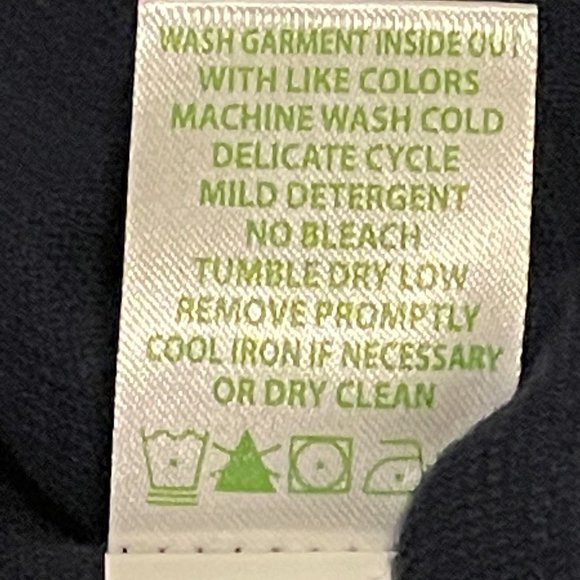 WASH GARMENT INSIDE OUT
WITH LIKE COLORS
MACHINE WASH COLD
DELICATE CYCLE
MILD DETERGENT
NO BLEACH
TUMBLE DRY LOW
REMOVE PROMPTLY
COOL IRON IF NECESSARY
OR DRY CLEAN